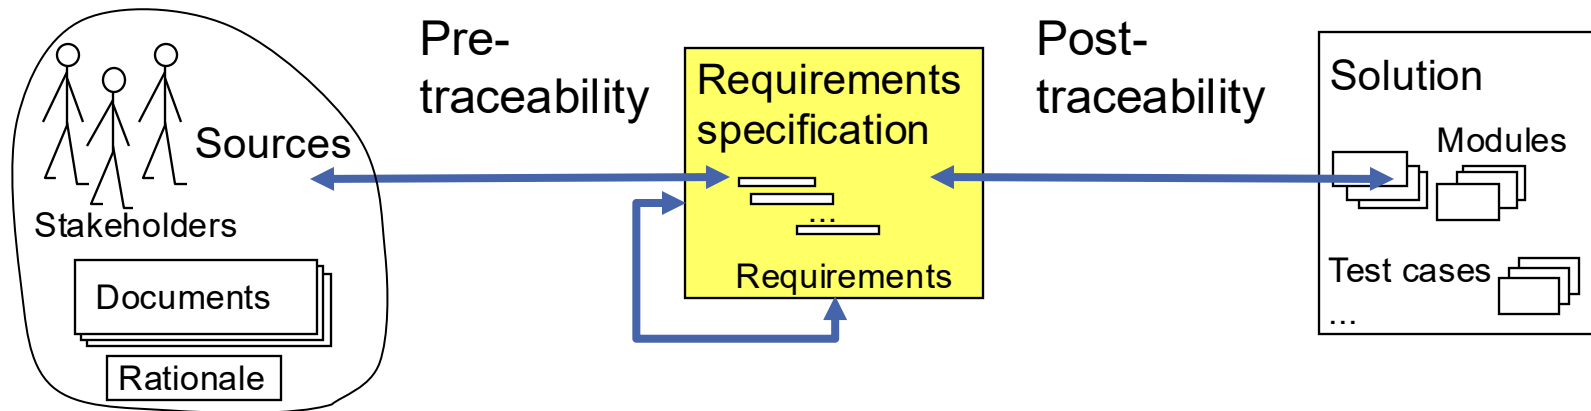 Sources
Stakeholders
Documents
Rationale
Pre-
traceability
Requirements
specification
...
Requirements
Post-
traceability
Solution
Modules
Test cases
...